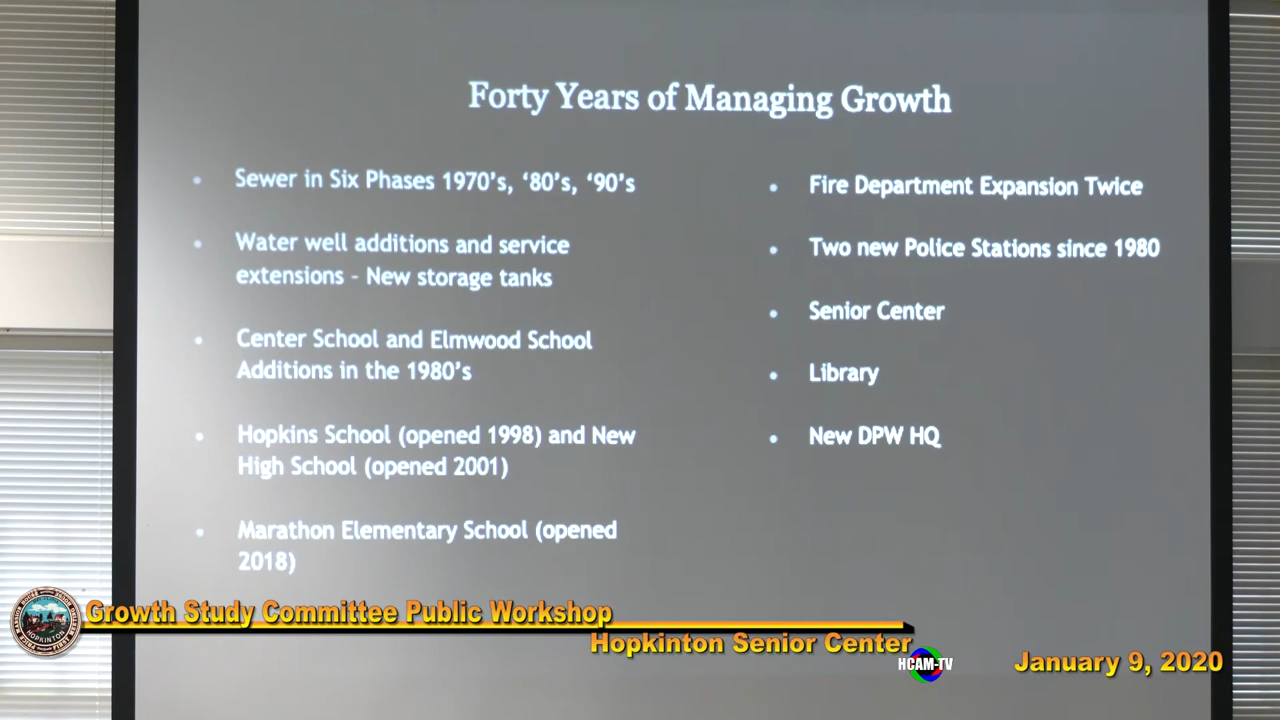 Forty Years of Managing Growth
Sewer in Six Phases 1970's, '80's, '90's
Water well additions and service
extensions - New storage tanks
Center School and Elmwood School
Additions in the 1980's
Hopkins School (opened 1998) and New
High School (opened 2001)
Marathon Elementary School (opened
2018)
Fire Department Expansion Twice
Two new Police Stations since 1980
Senior Center
Library
New DPW HQ
Growth Study Committee Public Workshop
Hopkinton Senior Center
HCAM-TV
January 9, 2020
HOPKINTON